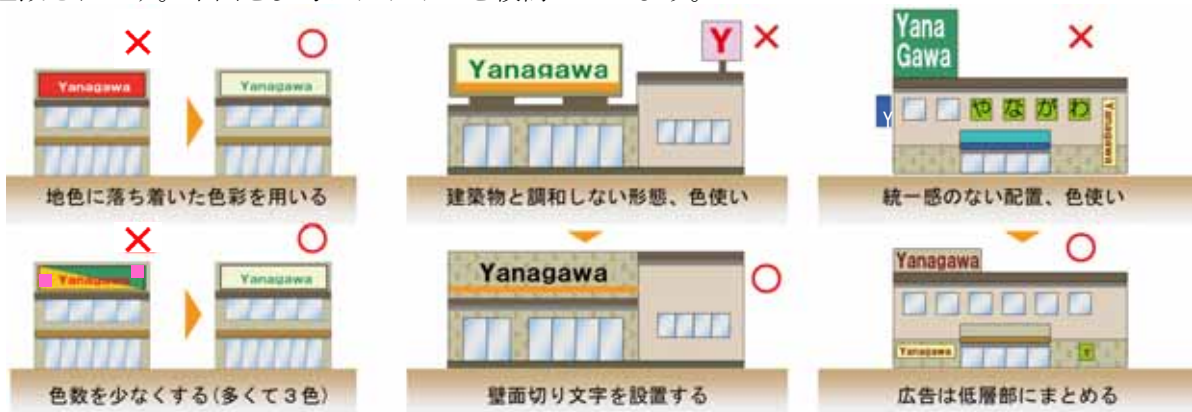 × ○
Yanagawa Yanagawa
地色に落ち着いた色彩を用いる
× ○
Yanagawa
色数を少なくする(多くて3色)
Yanagawa Y ×
建築物と調和しない形態、色使い
Yanagawa ○
壁面切り文字を設置する
Yana
Gawa
×
Y やながわ Yanagawa
統一感のない配置、色使い
Yanagawa ○
Yanagawa
広告は低層部にまとめる